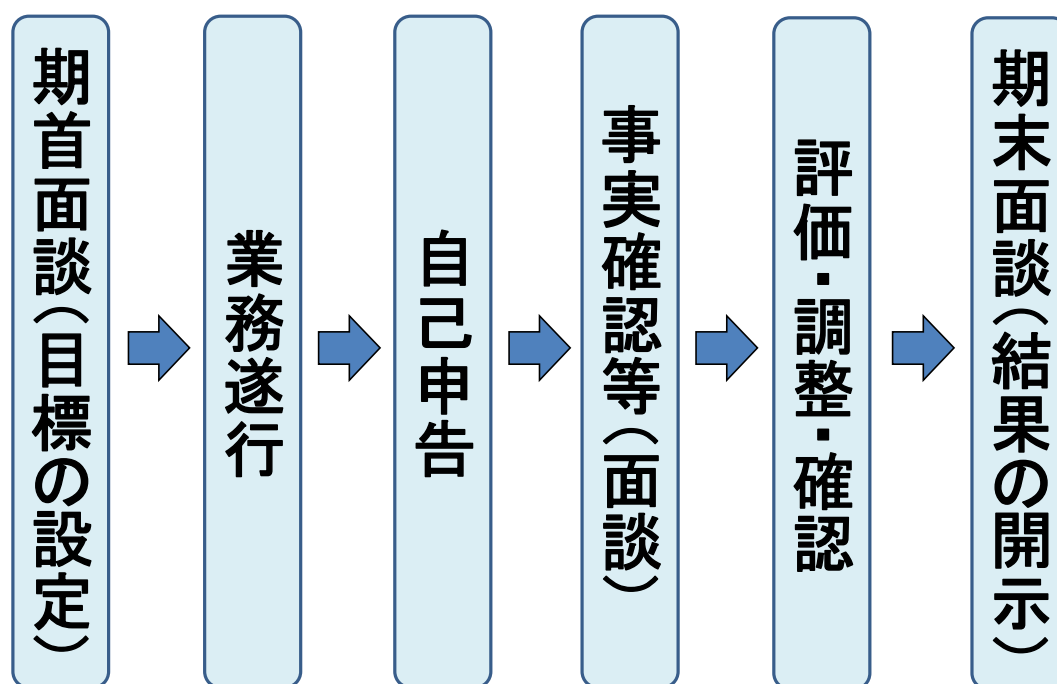 期首面談（目標の設定）
業務遂行
自己申告
事実確認等（面談）
評価・調整・確認
期末面談（結果の開示）